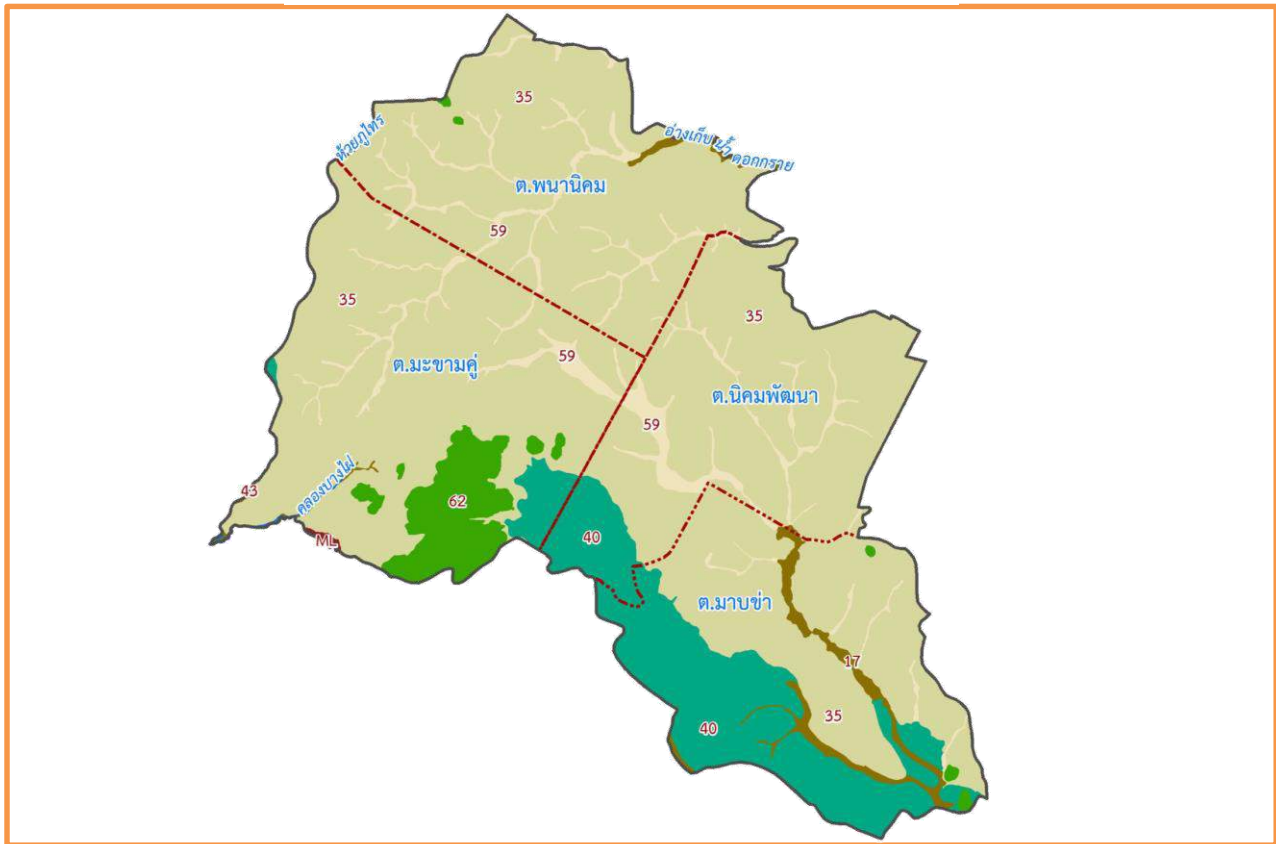 35
ห้วยภูไทร
อ่างเก็บน้ำดอกกราย
ต.พนานิคม
59
35
35
59
ต.มะขามคู่
ต.นิคมพัฒนา
59
คลองบางไผ่
43
62
ML
40
ต.มาบข่า
17
35
40